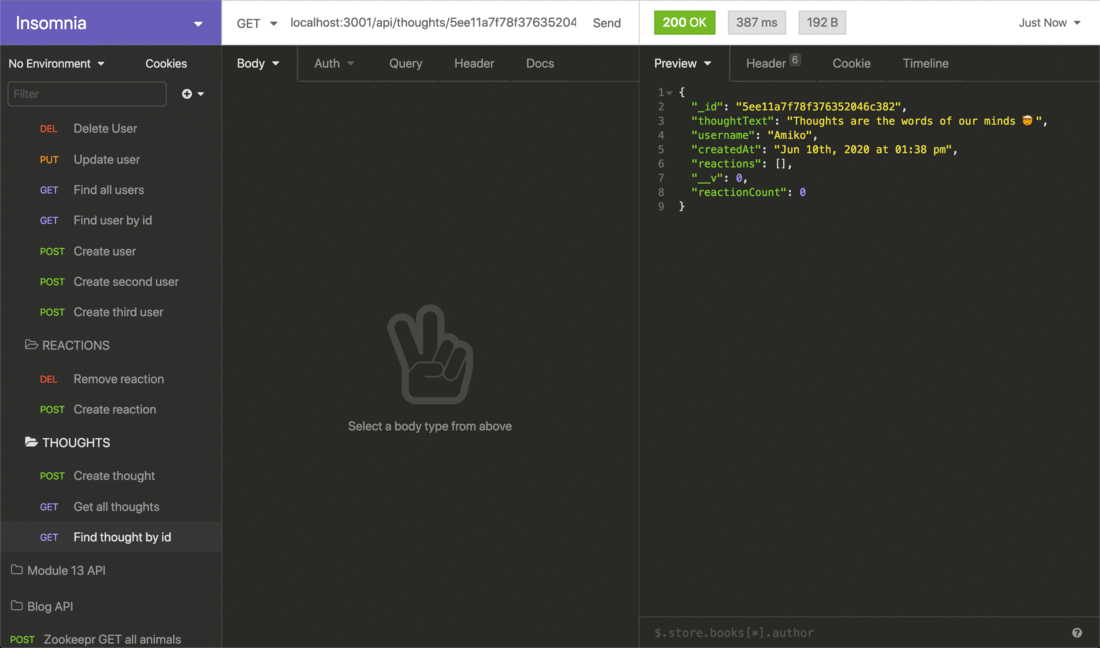 Insomnia
GET localhost:3001/api/thoughts/5ee11a7f78f37635204 Send
200 OK 387 ms 192 B Just Now
No Environment Cookies
Body Auth Query Header Docs
Preview Header 6 Cookie Timeline
Filter
DEL Delete User
PUT Update user
GET Find all users
GET Find user by id
POST Create user
POST Create second user
POST Create third user
REACTIONS
DEL Remove reaction
POST Create reaction
THOUGHTS
POST Create thought
GET Get all thoughts
GET Find thought by id
Module 13 API
Blog API
POST Zookeepr GET all animals
Select a body type from above
1 {
2 "_id": "5ee11a7f78f376352046c382",
3 "thoughtText": "Thoughts are the words of our minds 🤯",
4 "username": "Amiko",
5 "createdAt": "Jun 10th, 2020 at 01:38 pm",
6 "reactions": [],
7 "__v": 0,
8 "reactionCount": 0
9 }
$.store.books[*].author